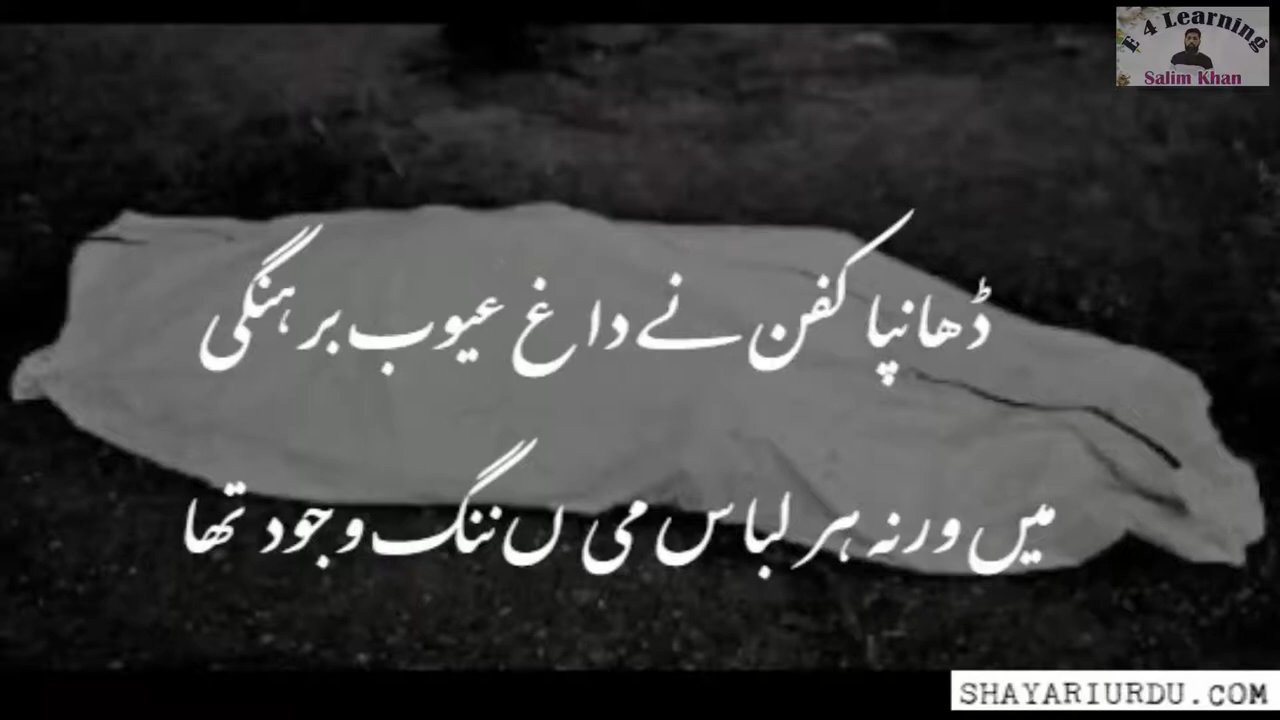 E 4 Learning
Salim Khan
ڈھانپا کفن نے داغ عیوب برہنگی
میں ورنہ ہر لباس می ں ننگ وجود تھا
SHAYARIURDU.COM